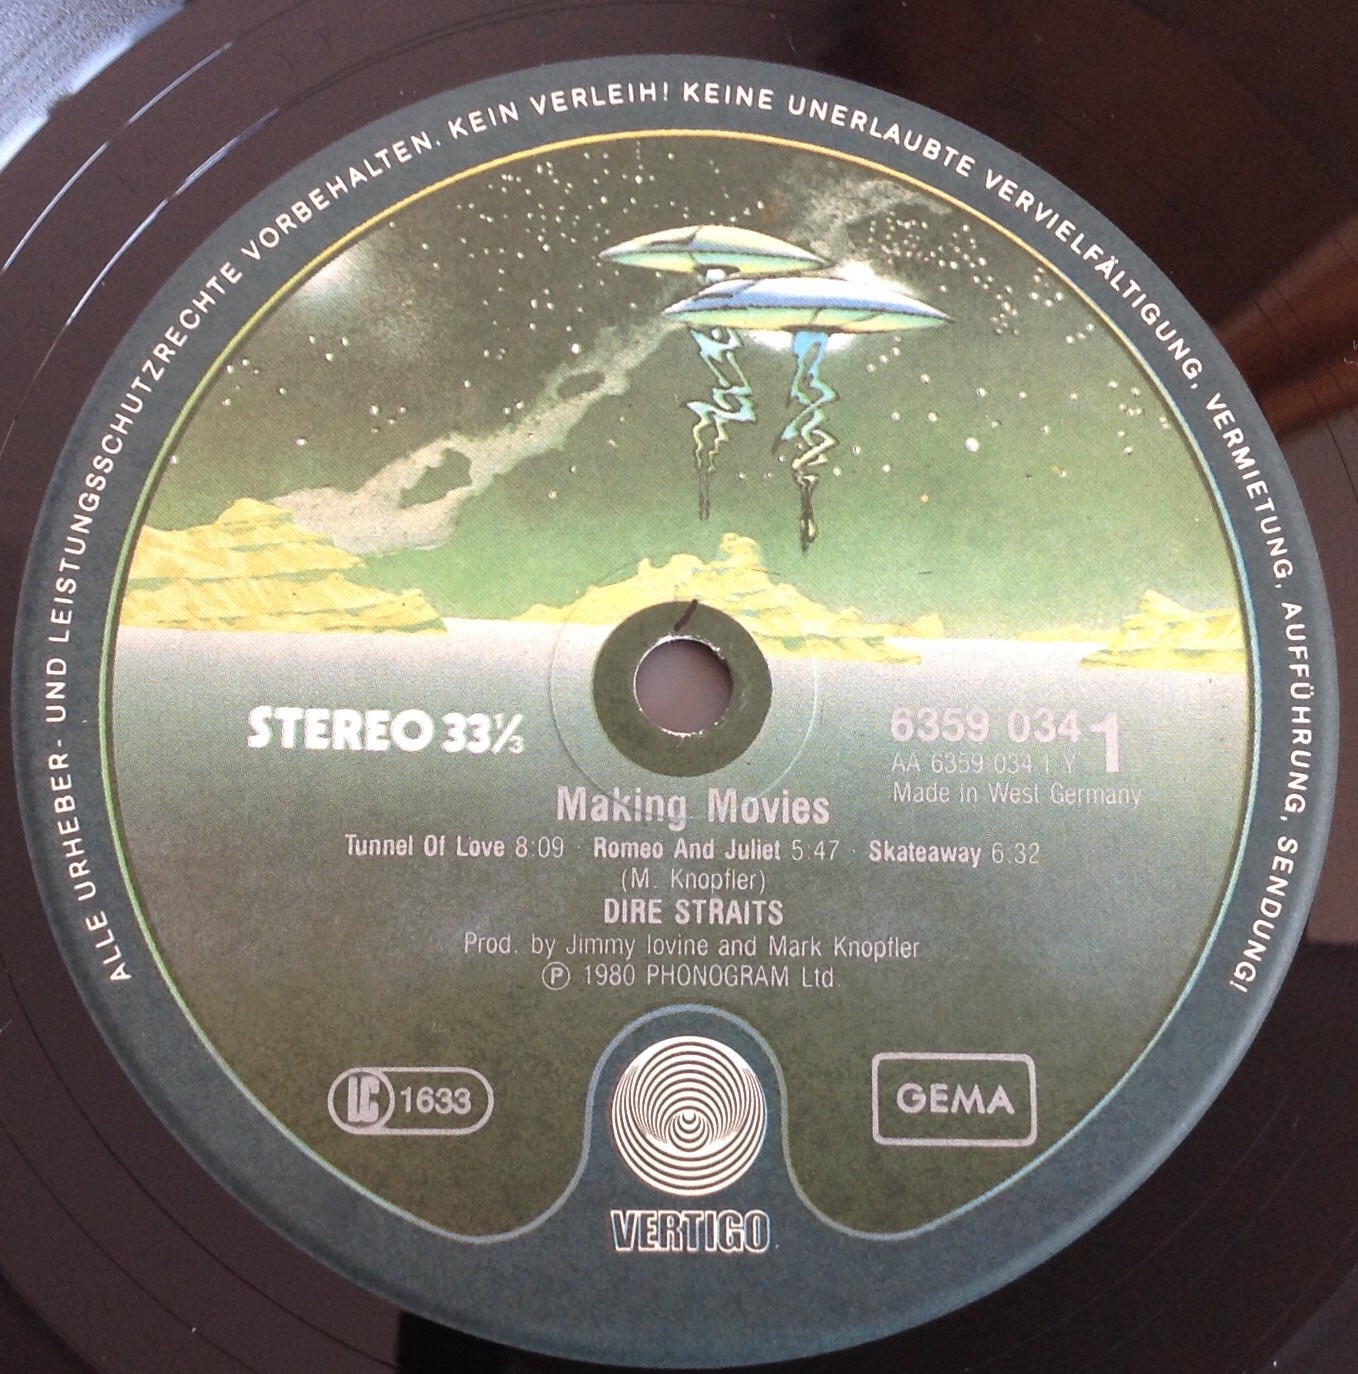 ALLE URHEBER- UND LEISTUNGSSCHUTZRECHTE VORBEHALTEN. KEIN VERLEIH! KEINE UNERLAUBTE VERVIELFÄLTIGUNG, VERMIETUNG, AUFFÜHRUNG, SENDUNG!
STEREO 33⅓
6359 034 1
AA 6359 034 1 Y
Made in West Germany
Making Movies
Tunnel Of Love 8:09 · Romeo And Juliet 5:47 · Skateaway 6:32
(M. Knopfler)
DIRE STRAITS
Prod. by Jimmy Iovine and Mark Knopfler
℗ 1980 PHONOGRAM Ltd.
LC 1633
GEMA
VERTIGO